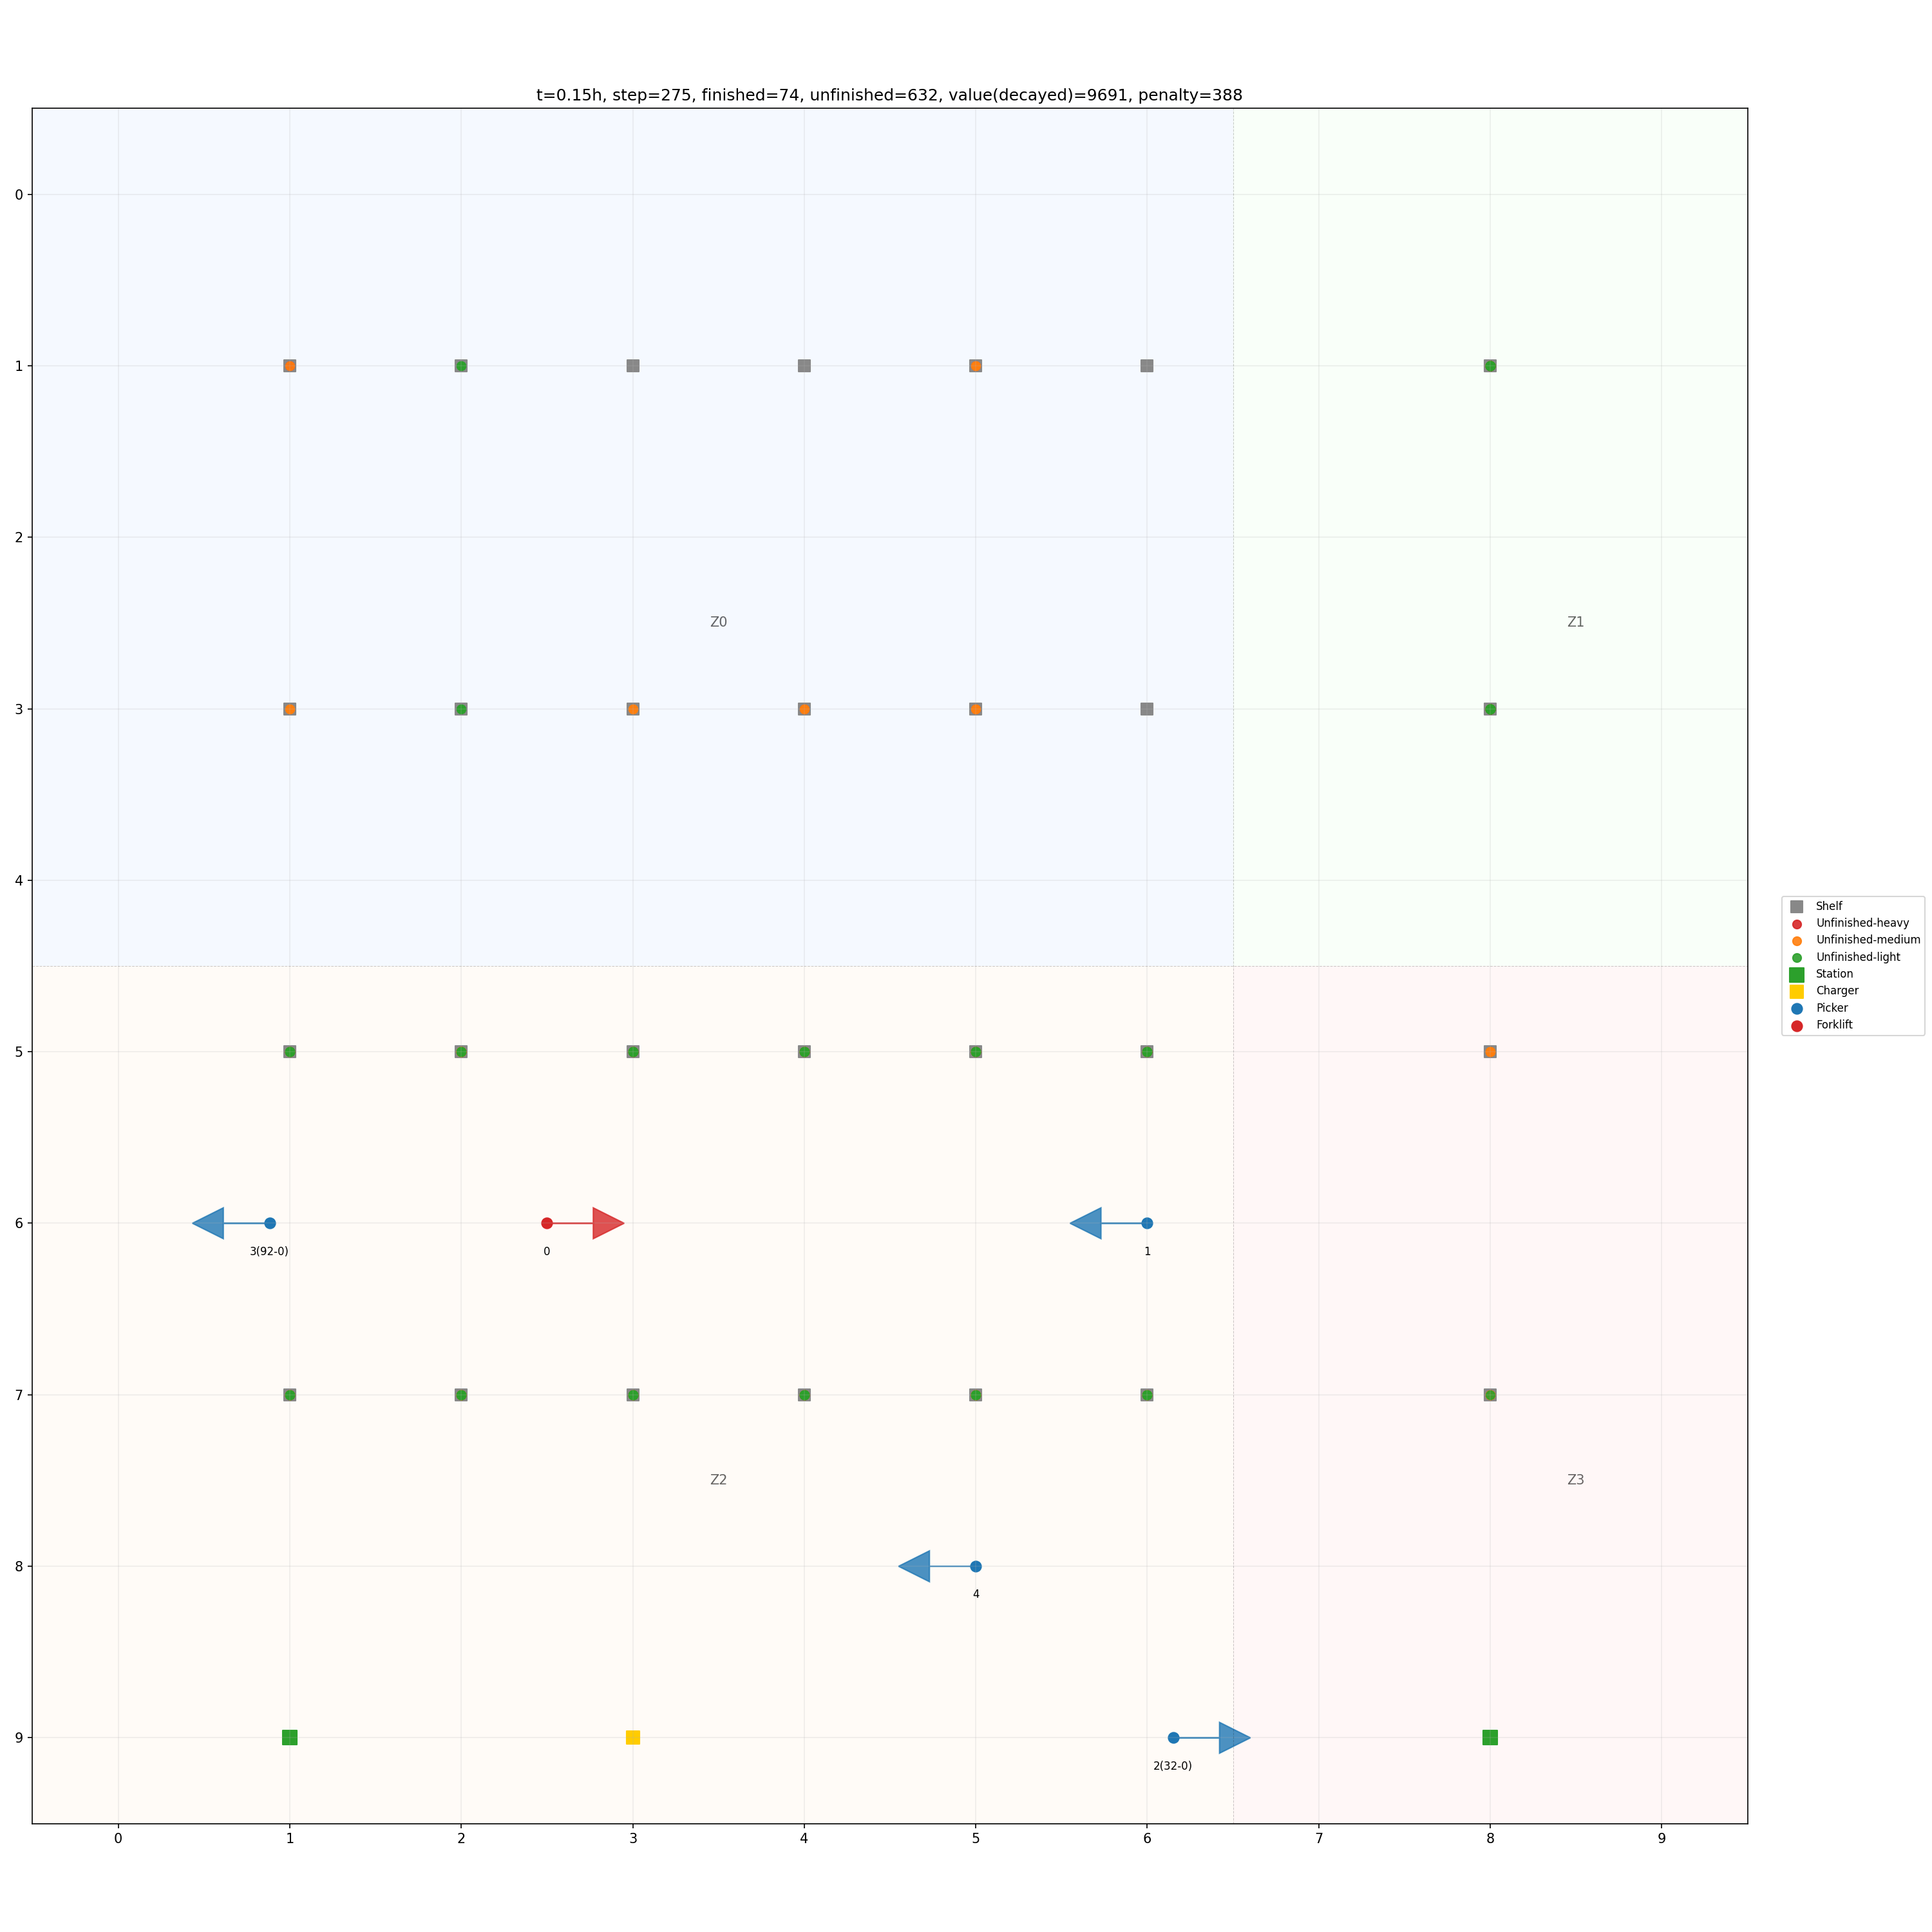 t=0.15h, step=275, finished=74, unfinished=632, value(decayed)=9691, penalty=388
0
1
2
Z0
Z1
3
4
Shelf
Unfinished-heavy
Unfinished-medium
Unfinished-light
Station
Charger
Picker
Forklift
5
6
3(92-0)
0
1
7
Z2
Z3
8
4
9
2(32-0)
0
1
2
3
4
5
6
7
8
9